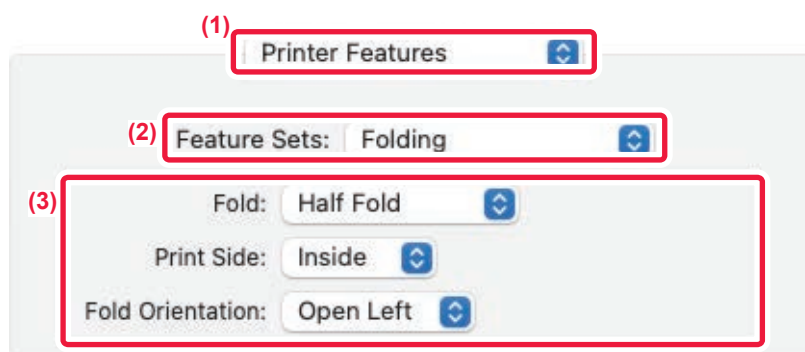 (1)
Printer Features
(2) Feature Sets: Folding
(3) Fold: Half Fold
Print Side: Inside
Fold Orientation: Open Left